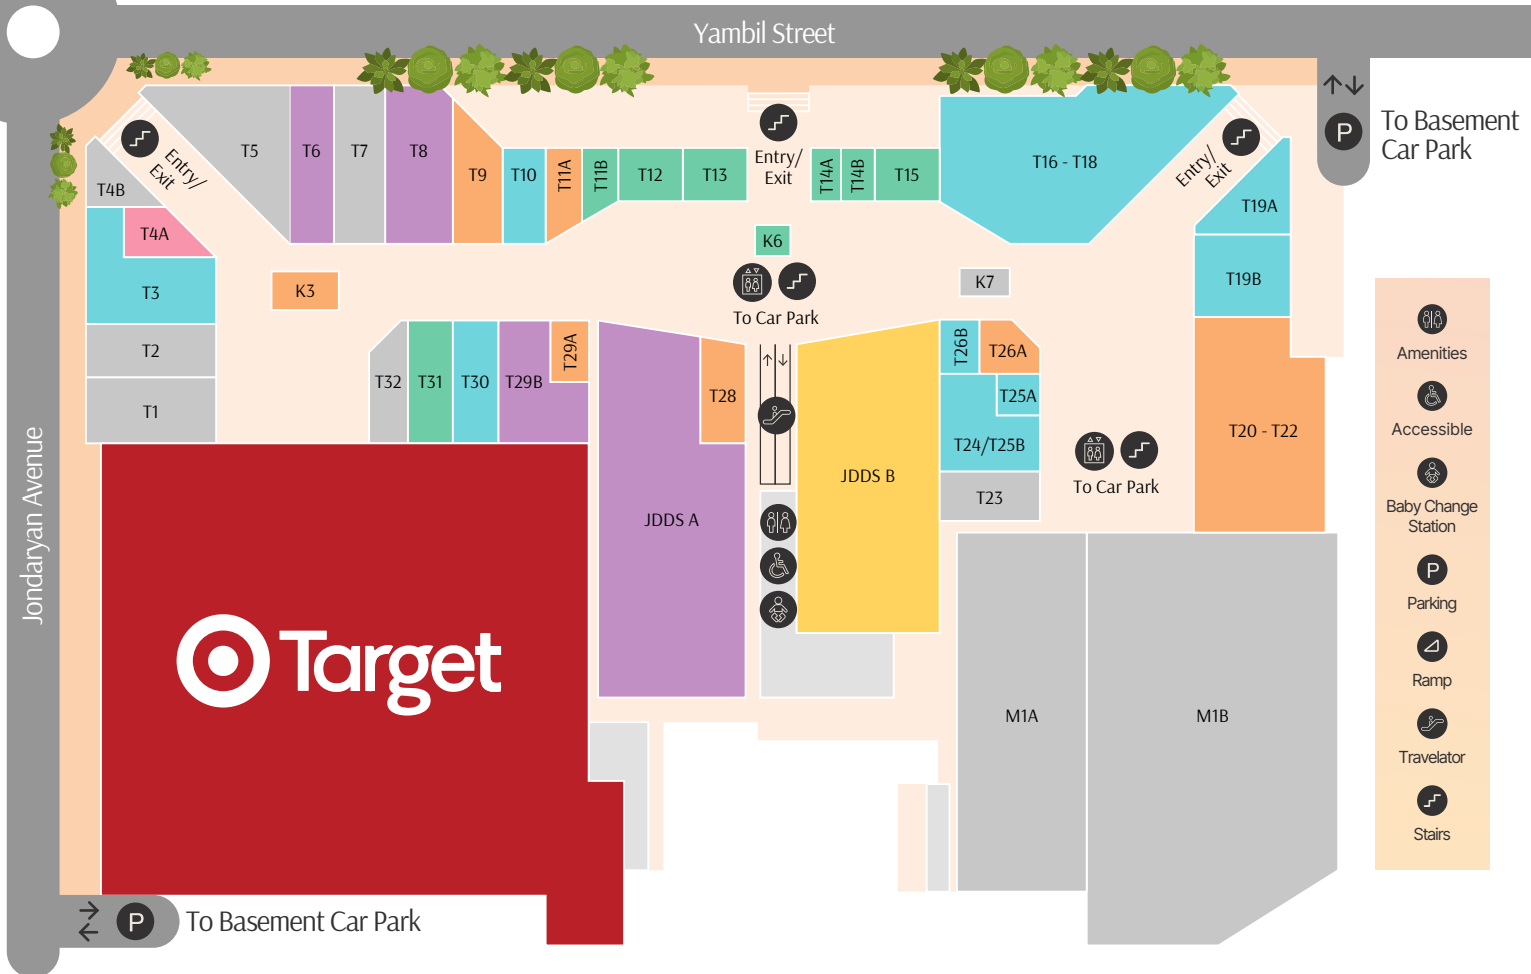 Yambil Street
To Basement
Car Park
P
Entry/
Exit
T5
T6
T7
T8
T9
T10
T11A
T11B
T12
T13
Entry/
Exit
T14A
T14B
T15
T16 - T18
Entry/
Exit
T4B
T4A
T19A
T3
K3
K6
K7
T19B
To Car Park
T2
T1
T32
T31
T30
T29B
T29A
T28
T26B
T26A
T25A
T24/T25B
T23
T20 - T22
To Car Park
JDDS A
JDDS B
M1A
M1B
Target
Jondaryan Avenue
P
To Basement Car Park
Amenities
Accessible
Baby Change
Station
P
Parking
Ramp
Travelator
Stairs